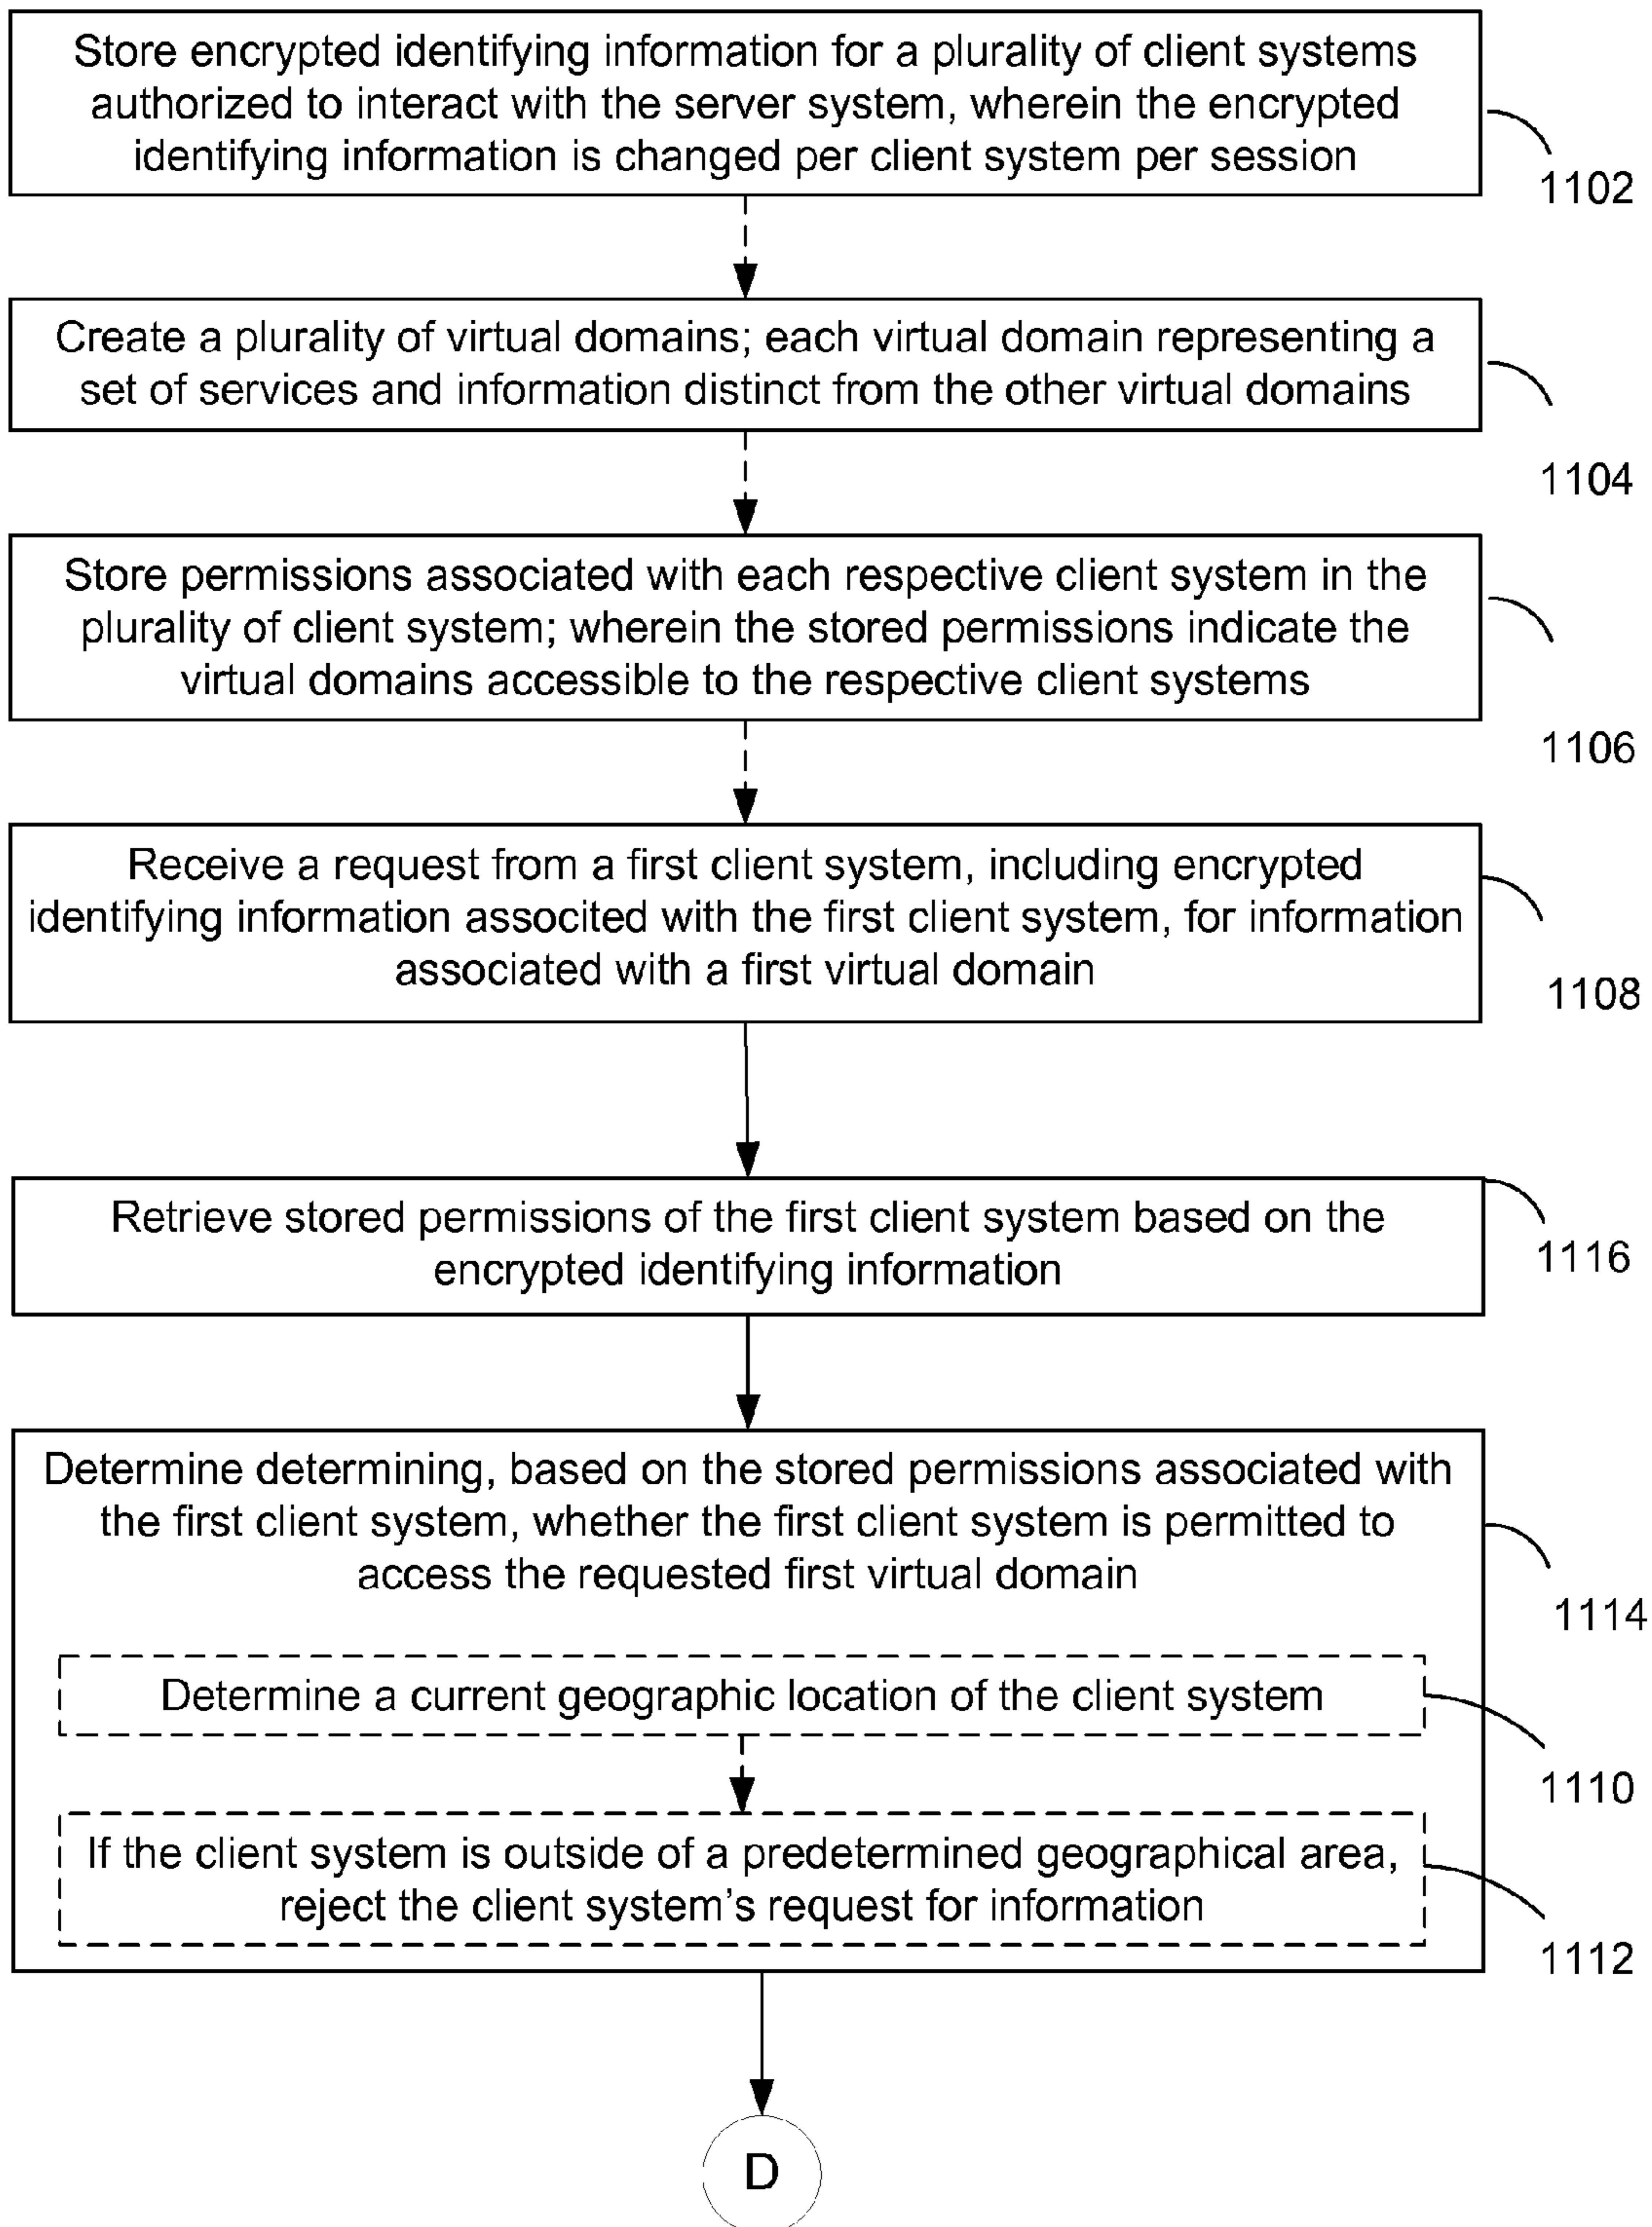 Store encrypted identifying information for a plurality of client systems
authorized to interact with the server system, wherein the encrypted
identifying information is changed per client system per session
1102
Create a plurality of virtual domains; each virtual domain representing a
set of services and information distinct from the other virtual domains
1104
Store permissions associated with each respective client system in the
plurality of client system; wherein the stored permissions indicate the
virtual domains accessible to the respective client systems
1106
Receive a request from a first client system, including encrypted
identifying information associted with the first client system, for information
associated with a first virtual domain
1108
Retrieve stored permissions of the first client system based on the
encrypted identifying information
1116
Determine determining, based on the stored permissions associated with
the first client system, whether the first client system is permitted to
access the requested first virtual domain
1114
Determine a current geographic location of the client system
1110
If the client system is outside of a predetermined geographical area,
reject the client system's request for information
1112
D